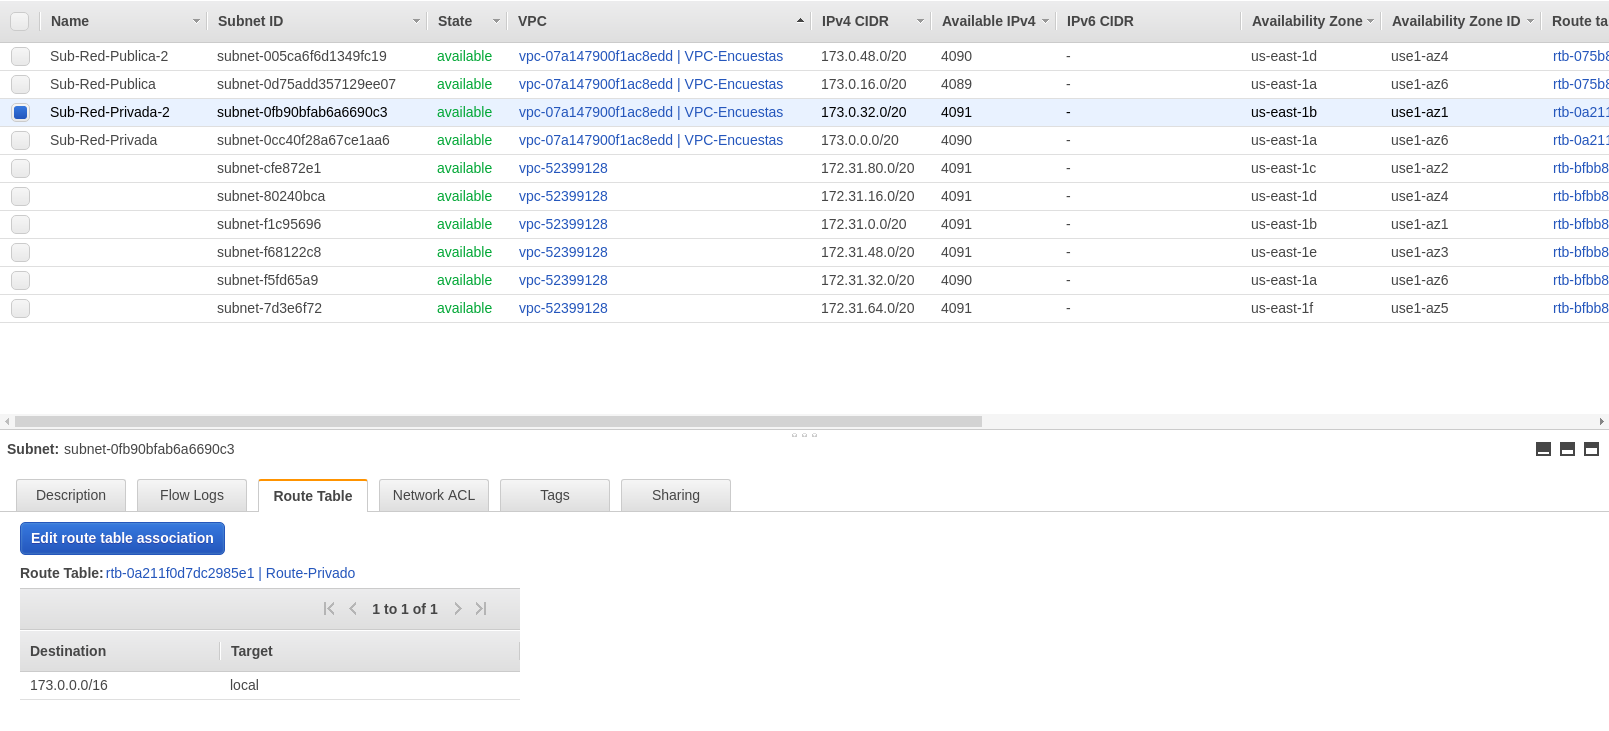 Name Subnet ID State VPC IPv4 CIDR Available IPv4 IPv6 CIDR Availability Zone Availability Zone ID Route ta
Sub-Red-Publica-2 subnet-005ca6f6d1349fc19 available vpc-07a147900f1ac8edd | VPC-Encuestas 173.0.48.0/20 4090 - us-east-1d use1-az4 rtb-075b8
Sub-Red-Publica subnet-0d75add357129ee07 available vpc-07a147900f1ac8edd | VPC-Encuestas 173.0.16.0/20 4089 - us-east-1a use1-az6 rtb-075b8
Sub-Red-Privada-2 subnet-0fb90bfab6a6690c3 available vpc-07a147900f1ac8edd | VPC-Encuestas 173.0.32.0/20 4091 - us-east-1b use1-az1 rtb-0a211
Sub-Red-Privada subnet-0cc40f28a67ce1aa6 available vpc-07a147900f1ac8edd | VPC-Encuestas 173.0.0.0/20 4090 - us-east-1a use1-az6 rtb-0a211
subnet-cfe872e1 available vpc-52399128 172.31.80.0/20 4091 - us-east-1c use1-az2 rtb-bfbb8
subnet-80240bca available vpc-52399128 172.31.16.0/20 4091 - us-east-1d use1-az4 rtb-bfbb8
subnet-f1c95696 available vpc-52399128 172.31.0.0/20 4091 - us-east-1b use1-az1 rtb-bfbb8
subnet-f68122c8 available vpc-52399128 172.31.48.0/20 4091 - us-east-1e use1-az3 rtb-bfbb8
subnet-f5fd65a9 available vpc-52399128 172.31.32.0/20 4090 - us-east-1a use1-az6 rtb-bfbb8
subnet-7d3e6f72 available vpc-52399128 172.31.64.0/20 4091 - us-east-1f use1-az5 rtb-bfbb8
Subnet: subnet-0fb90bfab6a6690c3
Description Flow Logs Route Table Network ACL Tags Sharing
Edit route table association
Route Table: rtb-0a211f0d7dc2985e1 | Route-Privado
1 to 1 of 1
Destination Target
173.0.0.0/16 local